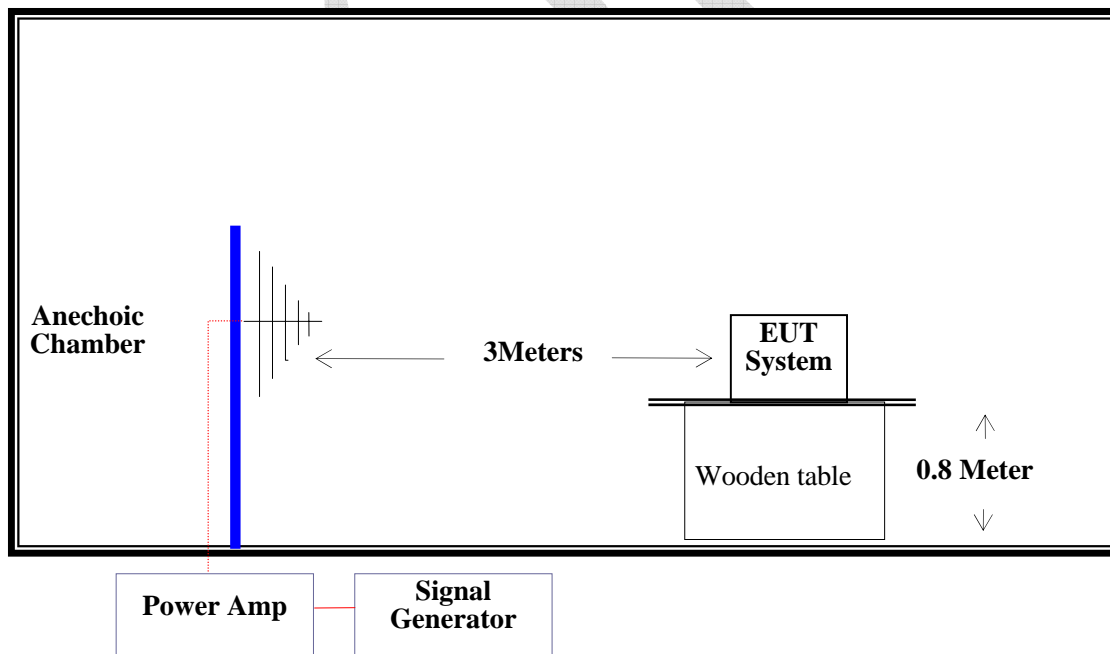 Anechoic
Chamber
3Meters
EUT
System
Wooden table
0.8 Meter
Power Amp
Signal
Generator